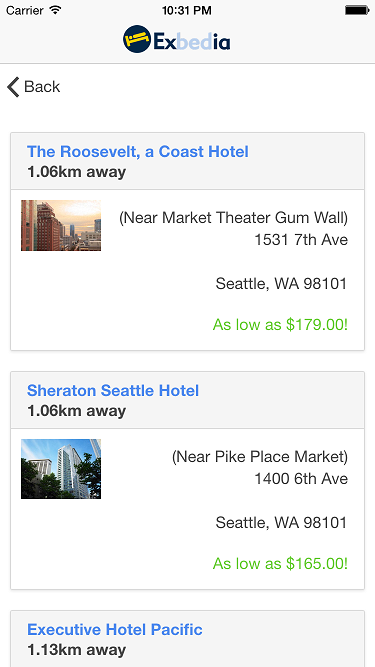 Carrier 10:31 PM
Exbedia
Back
The Roosevelt, a Coast Hotel
1.06km away
(Near Market Theater Gum Wall)
1531 7th Ave
Seattle, WA 98101
As low as $179.00!
Sheraton Seattle Hotel
1.06km away
(Near Pike Place Market)
1400 6th Ave
Seattle, WA 98101
As low as $165.00!
Executive Hotel Pacific
1.13km away